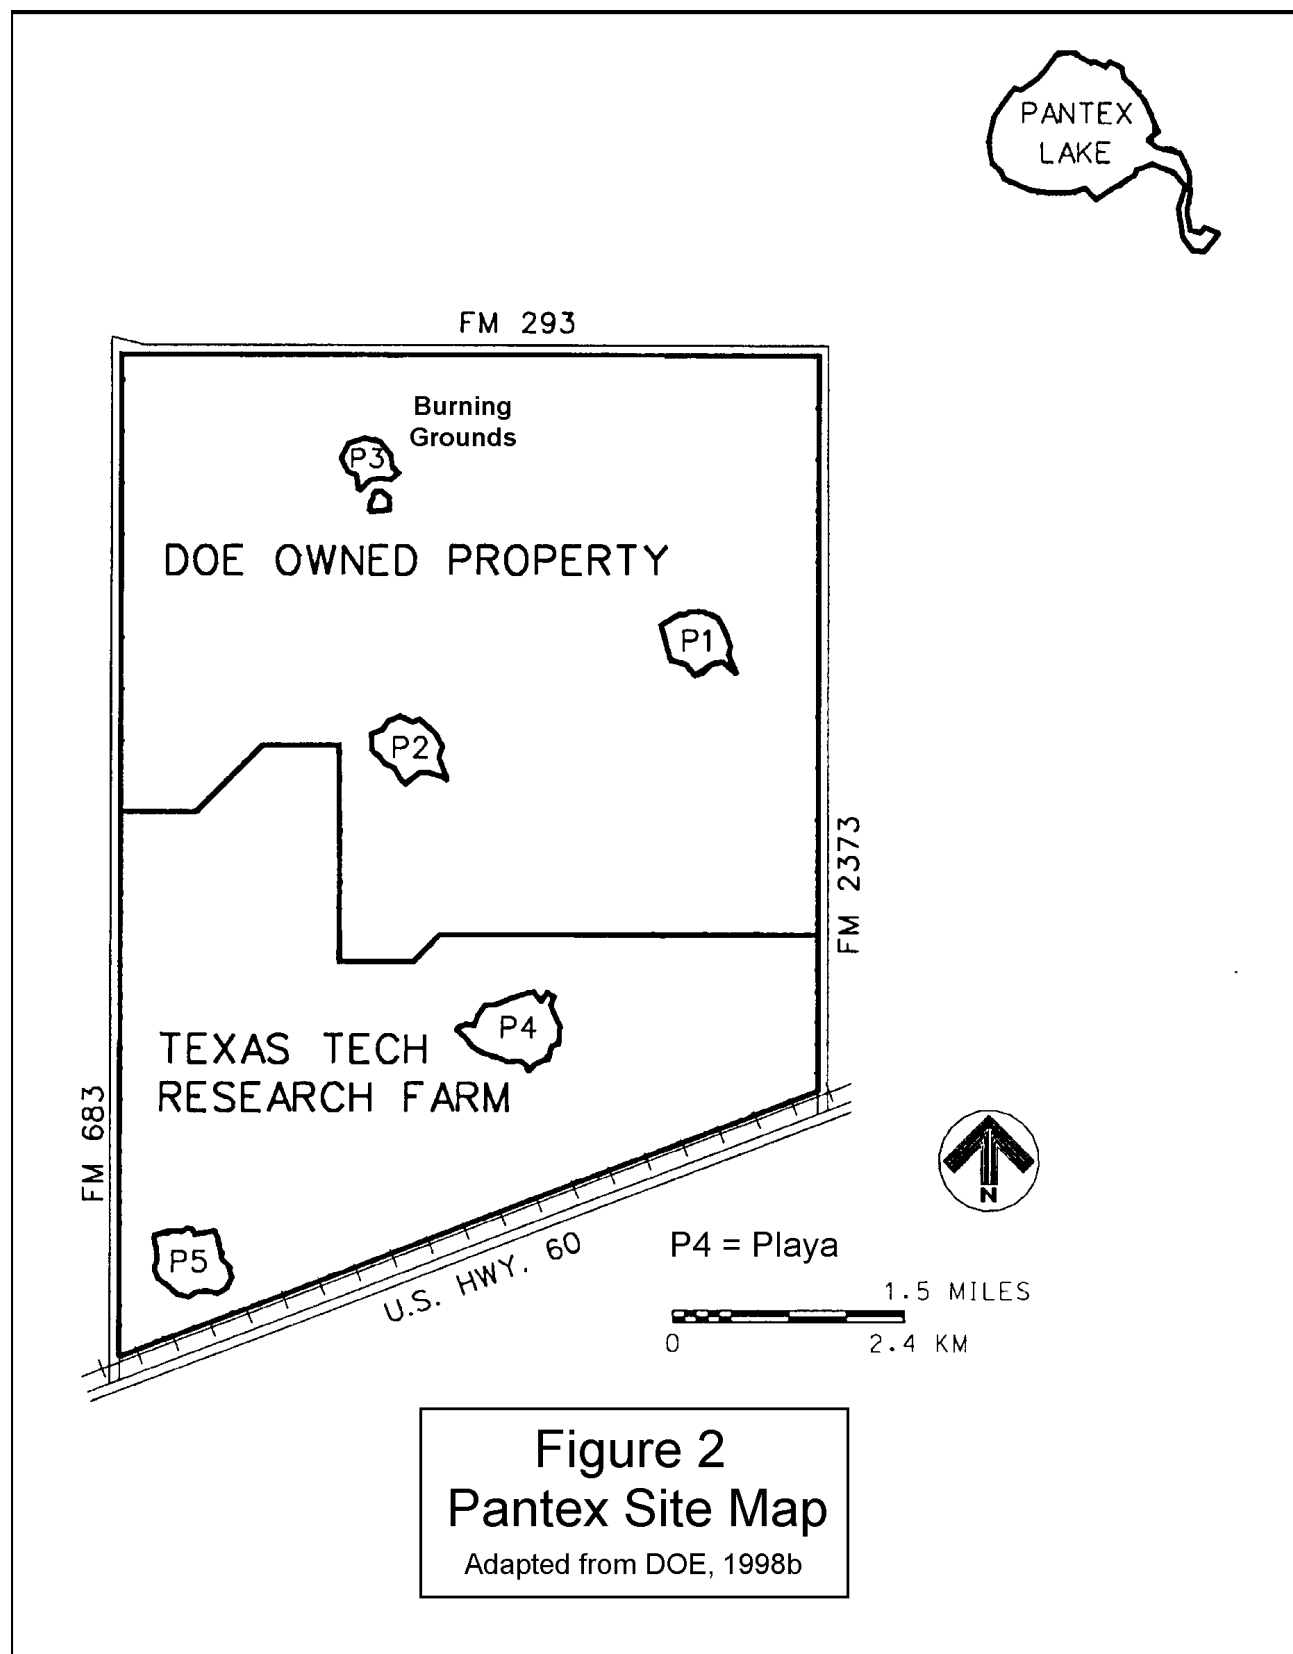 PANTEX
LAKE
FM 293
Burning
Grounds
P3
DOE OWNED PROPERTY
P1
P2
FM 2373
P4
TEXAS TECH
RESEARCH FARM
FM 683
P5
U.S. HWY. 60
N
P4 = Playa
1.5 MILES
0
2.4 KM
Figure 2
Pantex Site Map
Adapted from DOE, 1998b